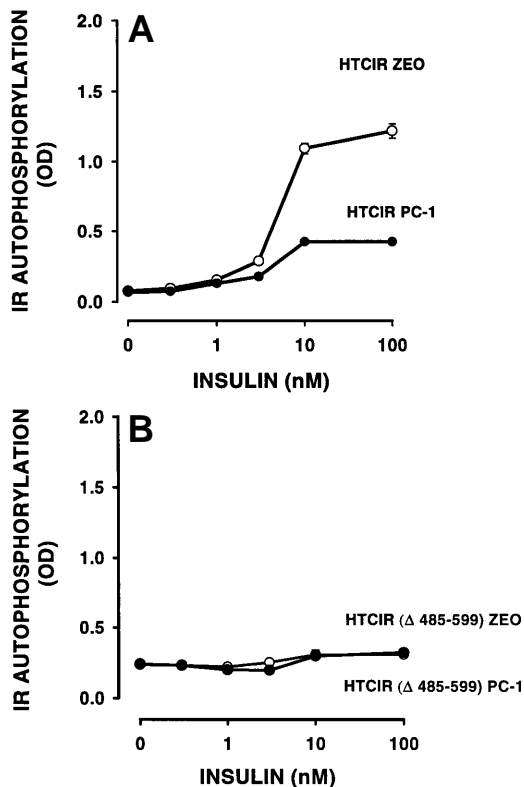 A
2.0
HTCIR ZEO
1.5
IR AUTOPHOSPHORYLATION
(OD)
1.0
HTCIR PC-1
0.5
0.0
0 1 10 100
INSULIN (nM)
B
2.0
1.5
IR AUTOPHOSPHORYLATION
(OD)
1.0
HTCIR (Δ 485-599) ZEO
0.5
HTCIR (Δ 485-599) PC-1
0.0
0 1 10 100
INSULIN (nM)